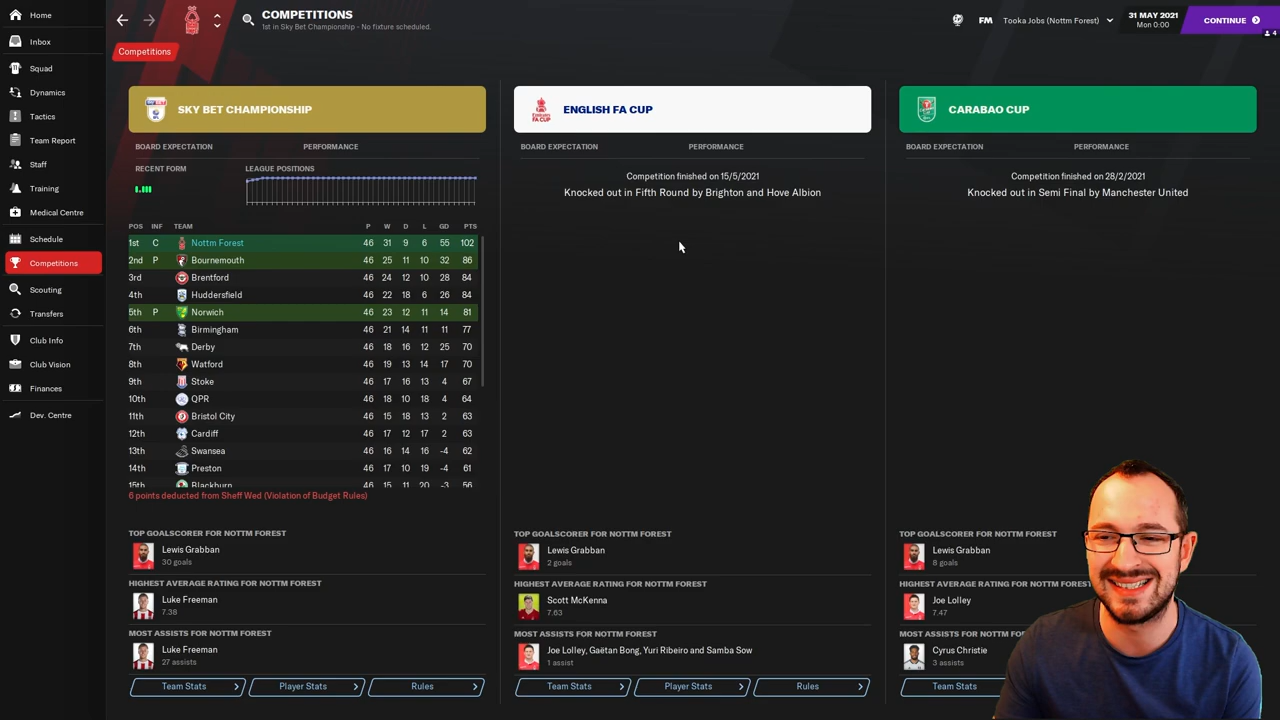 Home
COMPETITIONS
1st in Sky Bet Championship - No fixture scheduled.
FM
Tooka Jobs (Nottm Forest)
31 MAY 2021
Mon 0:00
CONTINUE
4
Inbox
Squad
Dynamics
Tactics
Team Report
Staff
Training
Medical Centre
Schedule
Competitions
Scouting
Transfers
Club Info
Club Vision
Finances
Dev. Centre
Competitions
SKY BET CHAMPIONSHIP
BOARD EXPECTATION PERFORMANCE
RECENT FORM LEAGUE POSITIONS
POS INF TEAM P W D L GD PTS
1st C Nottm Forest 46 31 9 6 55 102
2nd P Bournemouth 46 25 11 10 32 86
3rd Brentford 46 24 12 10 28 84
4th Huddersfield 46 22 18 6 26 84
5th P Norwich 46 23 12 11 14 81
6th Birmingham 46 21 14 11 11 77
7th Derby 46 18 16 12 25 70
8th Watford 46 19 13 14 17 70
9th Stoke 46 17 16 13 4 67
10th QPR 46 18 10 18 4 64
11th Bristol City 46 15 18 13 2 63
12th Cardiff 46 17 12 17 2 63
13th Swansea 46 16 14 16 -4 62
14th Preston 46 17 10 19 -4 61
15th Blackburn 46 15 11 20 -3 56
6 points deducted from Sheff Wed (Violation of Budget Rules)
TOP GOALSCORER FOR NOTTM FOREST
Lewis Grabban
30 goals
HIGHEST AVERAGE RATING FOR NOTTM FOREST
Luke Freeman
7.38
MOST ASSISTS FOR NOTTM FOREST
Luke Freeman
27 assists
Team Stats Player Stats Rules
ENGLISH FA CUP
BOARD EXPECTATION PERFORMANCE
Competition finished on 15/5/2021
Knocked out in Fifth Round by Brighton and Hove Albion
TOP GOALSCORER FOR NOTTM FOREST
Lewis Grabban
2 goals
HIGHEST AVERAGE RATING FOR NOTTM FOREST
Scott McKenna
7.63
MOST ASSISTS FOR NOTTM FOREST
Joe Lolley, Gaëtan Bong, Yuri Ribeiro and Samba Sow
1 assist
Team Stats Player Stats Rules
CARABAO CUP
BOARD EXPECTATION PERFORMANCE
Competition finished on 28/2/2021
Knocked out in Semi Final by Manchester United
TOP GOALSCORER FOR NOTTM FOREST
Lewis Grabban
8 goals
HIGHEST AVERAGE RATING FOR NOTTM FOREST
Joe Lolley
7.47
MOST ASSISTS FOR NOTTM
Cyrus Christie
3 assists
Team Stats